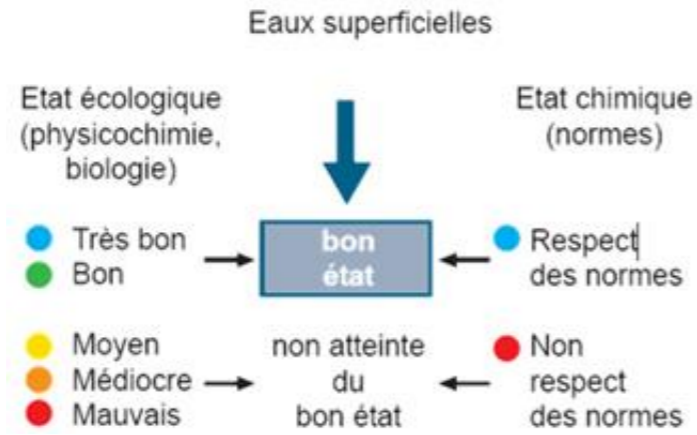 Eaux superficielles
Etat écologique
(physicochimie,
biologie)
Etat chimique
(normes)
Très bon
Bon
bon
état
Respect
des normes
Moyen
Médiocre
Mauvais
non atteinte
du
bon état
Non
respect
des normes